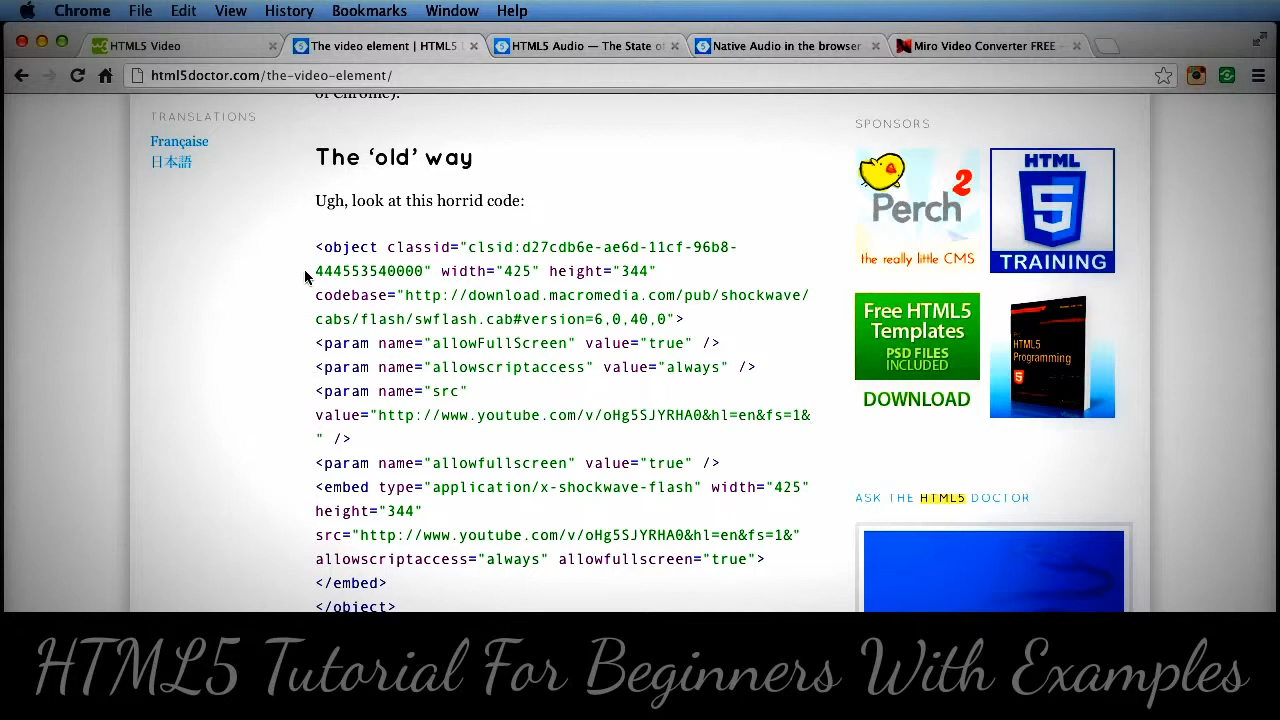 Chrome File Edit View History Bookmarks Window Help
HTML5 Video
The video element | HTML5
HTML5 Audio — The State of
Native Audio in the browser
Miro Video Converter FREE -
html5doctor.com/the-video-element/
of Chrome).
TRANSLATIONS
Française
日本語
The ‘old’ way
Ugh, look at this horrid code:
<object classid="clsid:d27cdb6e-ae6d-11cf-96b8-
444553540000" width="425" height="344"
codebase="http://download.macromedia.com/pub/shockwave/
cabs/flash/swflash.cab#version=6,0,40,0">
<param name="allowFullScreen" value="true" />
<param name="allowscriptaccess" value="always" />
<param name="src"
value="http://www.youtube.com/v/oHg5SJYRHA0&hl=en&fs=1&
" />
<param name="allowfullscreen" value="true" />
<embed type="application/x-shockwave-flash" width="425"
height="344"
src="http://www.youtube.com/v/oHg5SJYRHA0&hl=en&fs=1&"
allowscriptaccess="always" allowfullscreen="true">
</embed>
</object>
SPONSORS
Perch 2
the really little CMS
HTML
5
TRAINING
Free HTML5
Templates
PSD FILES
INCLUDED
DOWNLOAD
HTML5
Programming
5
ASK THE HTML5 DOCTOR
HTML5 Tutorial For Beginners With Examples